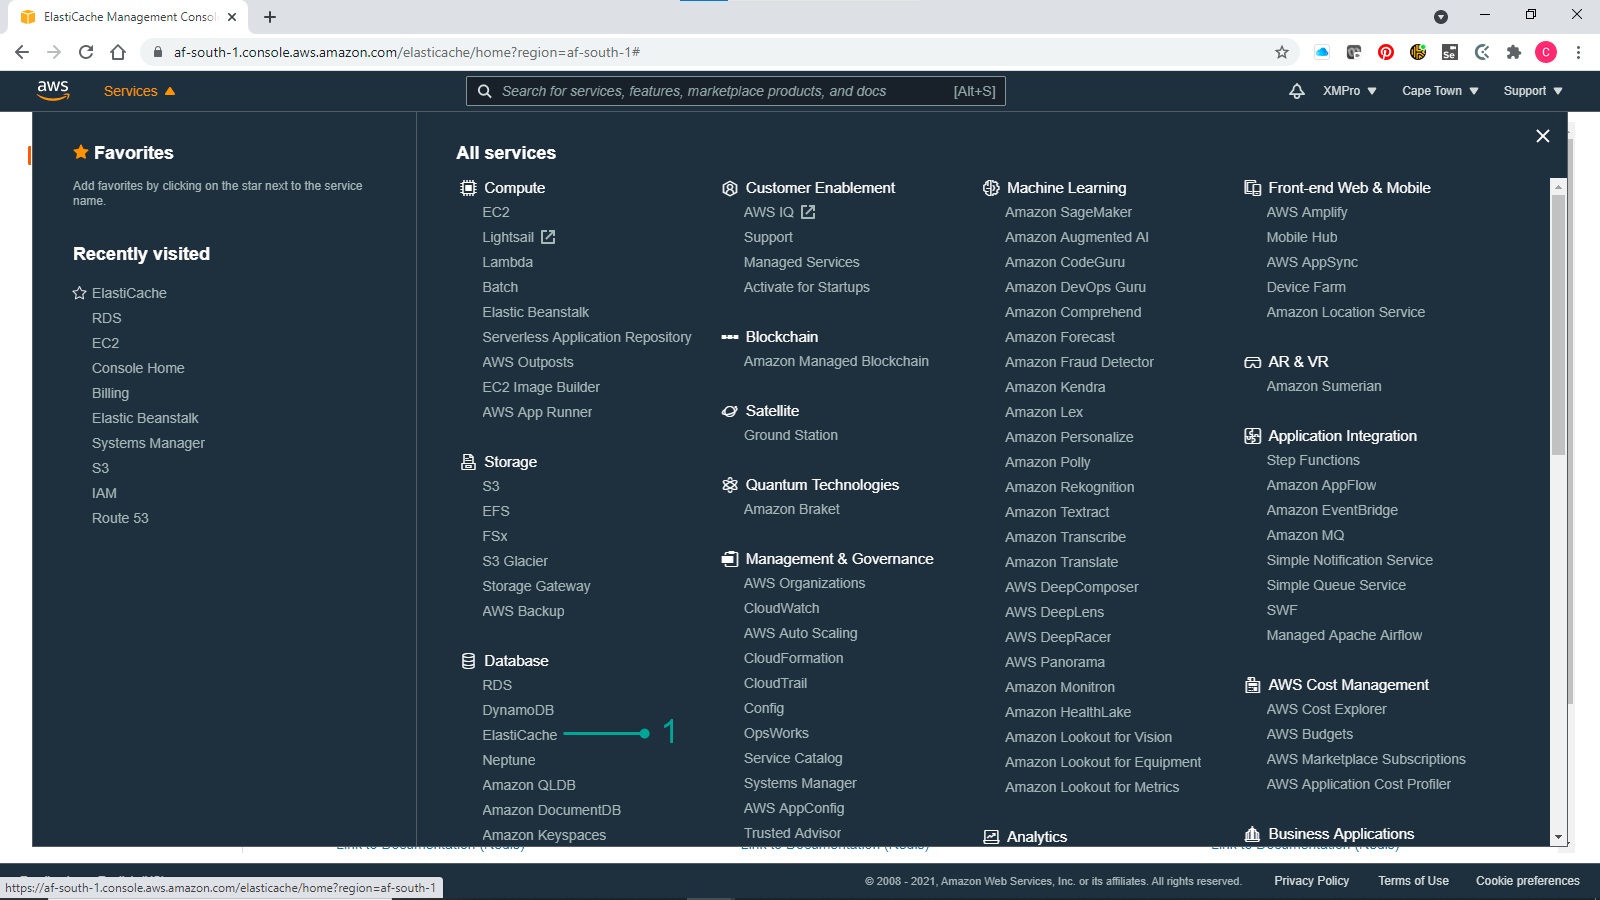 ElastiCache Management Consol
af-south-1.console.aws.amazon.com/elasticache/home?region=af-south-1#
aws
Services
Search for services, features, marketplace products, and docs
[Alt+S]
XMPro
Cape Town
Support
Favorites
Add favorites by clicking on the star next to the service
name.
Recently visited
ElastiCache
RDS
EC2
Console Home
Billing
Elastic Beanstalk
Systems Manager
S3
IAM
Route 53
All services
Compute
EC2
Lightsail
Lambda
Batch
Elastic Beanstalk
Serverless Application Repository
AWS Outposts
EC2 Image Builder
AWS App Runner
Storage
S3
EFS
FSx
S3 Glacier
Storage Gateway
AWS Backup
Database
RDS
DynamoDB
ElastiCache
1
Neptune
Amazon QLDB
Amazon DocumentDB
Amazon Keyspaces
Customer Enablement
AWS IQ
Support
Managed Services
Activate for Startups
Blockchain
Amazon Managed Blockchain
Satellite
Ground Station
Quantum Technologies
Amazon Braket
Management & Governance
AWS Organizations
CloudWatch
AWS Auto Scaling
CloudFormation
CloudTrail
Config
OpsWorks
Service Catalog
Systems Manager
AWS AppConfig
Trusted Advisor
Machine Learning
Amazon SageMaker
Amazon Augmented AI
Amazon CodeGuru
Amazon DevOps Guru
Amazon Comprehend
Amazon Forecast
Amazon Fraud Detector
Amazon Kendra
Amazon Lex
Amazon Personalize
Amazon Polly
Amazon Rekognition
Amazon Textract
Amazon Transcribe
Amazon Translate
AWS DeepComposer
AWS DeepLens
AWS DeepRacer
AWS Panorama
Amazon Monitron
Amazon HealthLake
Amazon Lookout for Vision
Amazon Lookout for Equipment
Amazon Lookout for Metrics
Analytics
Front-end Web & Mobile
AWS Amplify
Mobile Hub
AWS AppSync
Device Farm
Amazon Location Service
AR & VR
Amazon Sumerian
Application Integration
Step Functions
Amazon AppFlow
Amazon EventBridge
Amazon MQ
Simple Notification Service
Simple Queue Service
SWF
Managed Apache Airflow
AWS Cost Management
AWS Cost Explorer
AWS Budgets
AWS Marketplace Subscriptions
AWS Application Cost Profiler
Business Applications
Link to Documentation (Redis)
Link to Documentation (Redis)
Link to Documentation (Redis)
https://af-south-1.console.aws.amazon.com/elasticache/home?region=af-south-1
© 2008 - 2021, Amazon Web Services, Inc. or its affiliates. All rights reserved.
Privacy Policy
Terms of Use
Cookie preferences